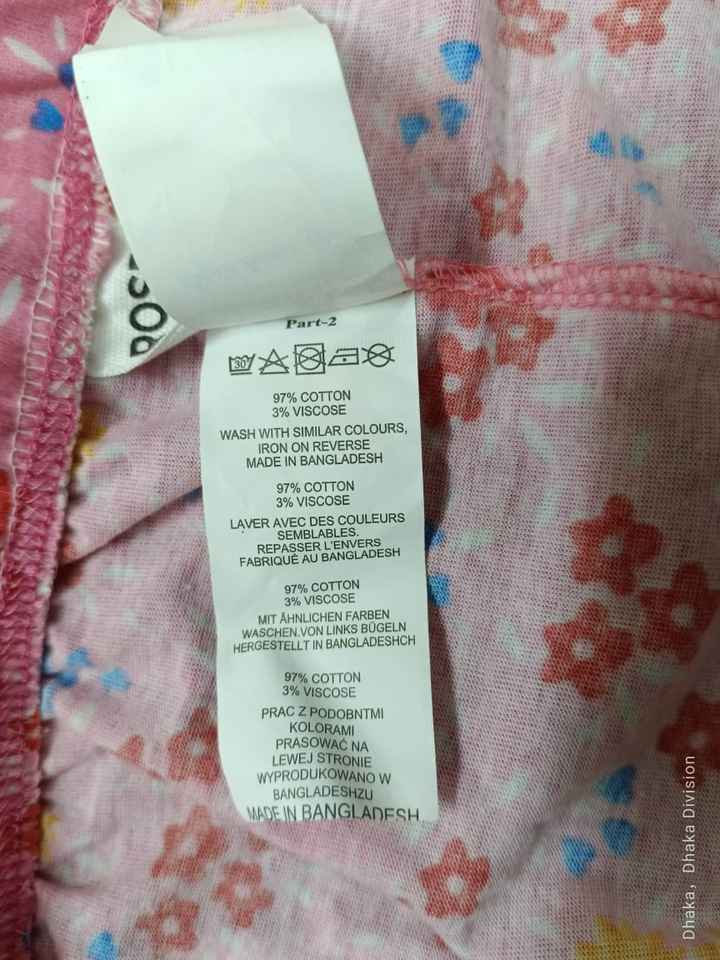 Part-2
30
97% COTTON
3% VISCOSE
WASH WITH SIMILAR COLOURS,
IRON ON REVERSE
MADE IN BANGLADESH
97% COTTON
3% VISCOSE
LAVER AVEC DES COULEURS
SEMBLABLES.
REPASSER L'ENVERS
FABRIQUÉ AU BANGLADESH
97% COTTON
3% VISCOSE
MIT ÄHNLICHEN FARBEN
WASCHEN.VON LINKS BÜGELN
HERGESTELLT IN BANGLADESHCH
97% COTTON
3% VISCOSE
PRAC Z PODOBNTMI
KOLORAMI
PRASOWAĆ NA
LEWEJ STRONIE
WYPRODUKOWANO W
BANGLADESHZU
MADE IN BANGLADESH
Dhaka, Dhaka Division